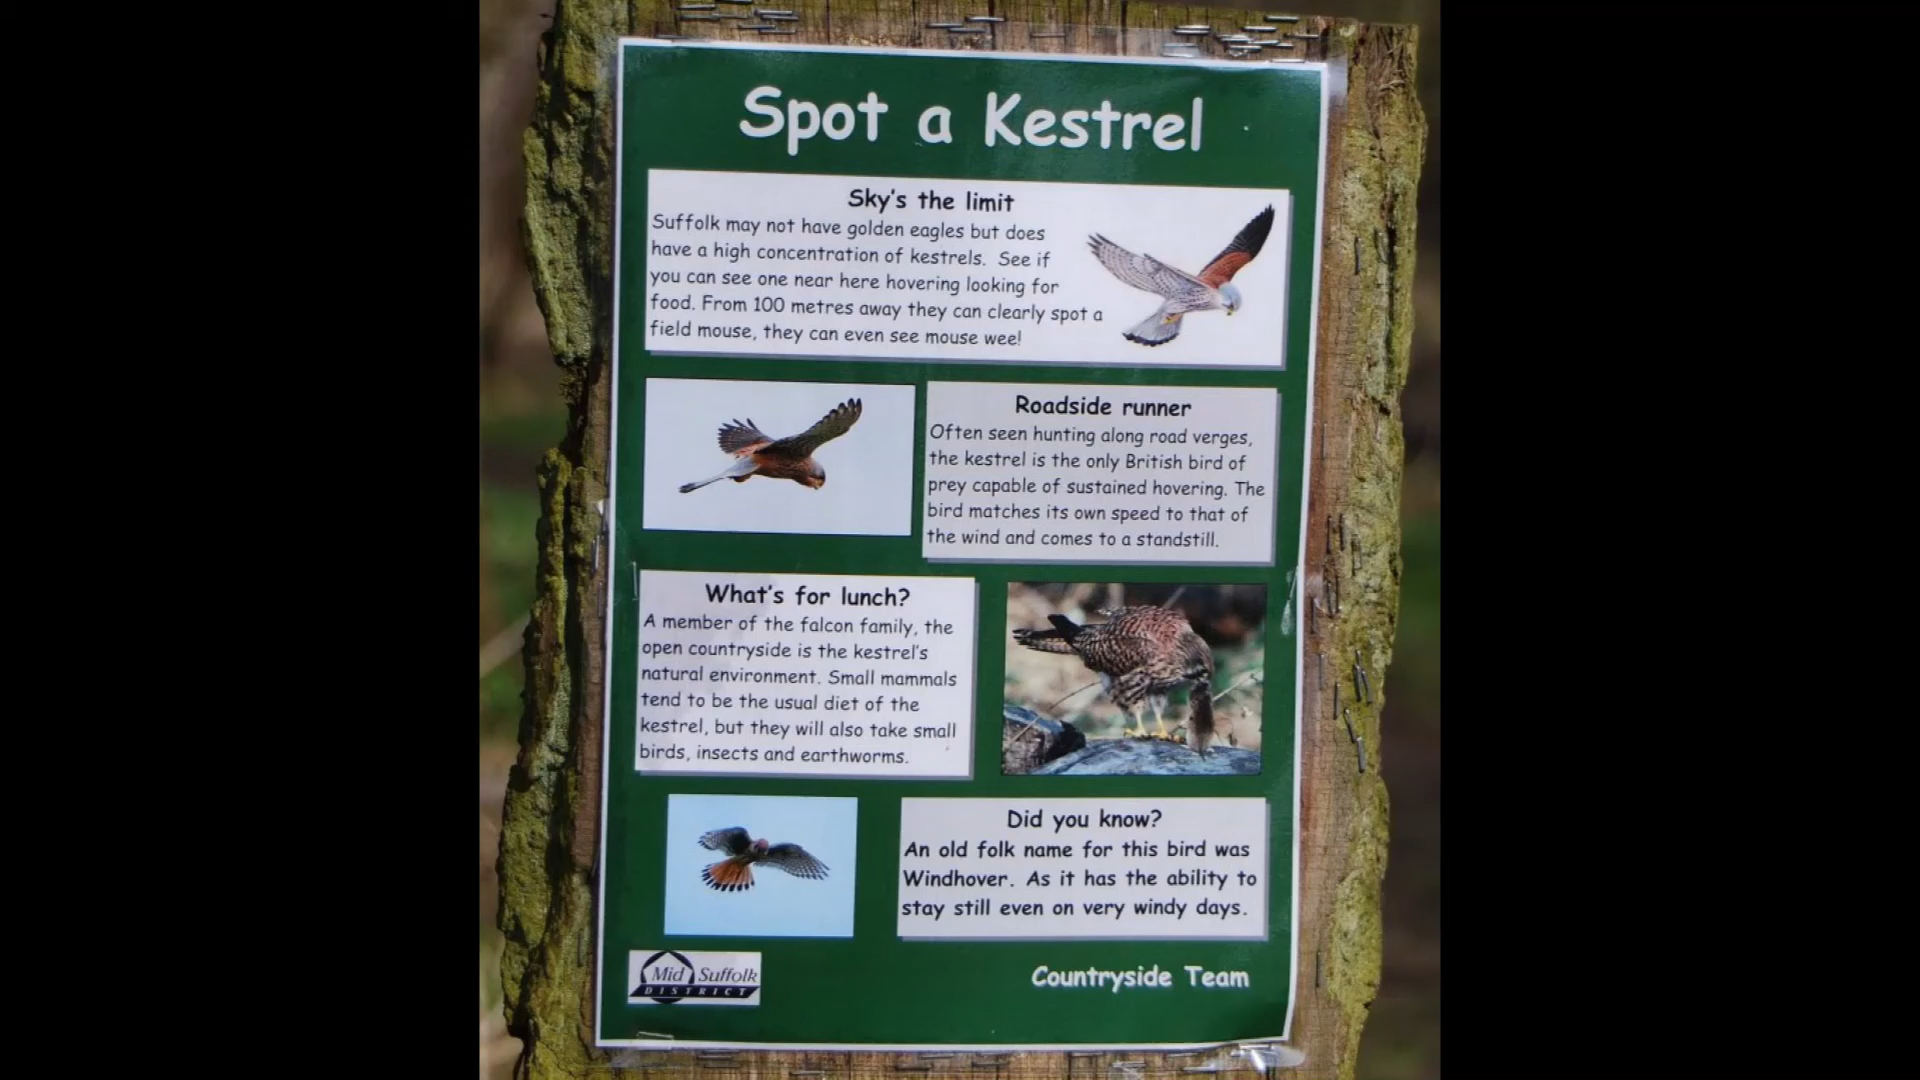 Spot a Kestrel
Sky's the limit
Suffolk may not have golden eagles but does
have a high concentration of kestrels. See if
you can see one near here hovering looking for
food. From 100 metres away they can clearly spot a
field mouse, they can even see mouse wee!
Roadside runner
Often seen hunting along road verges,
the kestrel is the only British bird of
prey capable of sustained hovering. The
bird matches its own speed to that of
the wind and comes to a standstill.
What's for lunch?
A member of the falcon family, the
open countryside is the kestrel's
natural environment. Small mammals
tend to be the usual diet of the
kestrel, but they will also take small
birds, insects and earthworms.
Did you know?
An old folk name for this bird was
Windhover. As it has the ability to
stay still even on very windy days.
Mid Suffolk
DISTRICT
Countryside Team